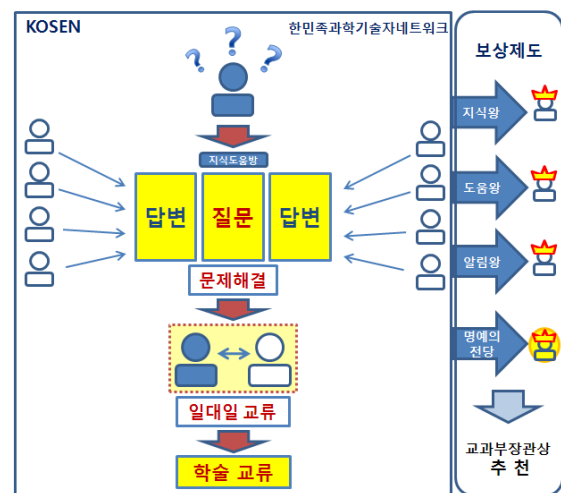 KOSEN
한민족과학기술자네트워크
? ? ?
지식도움방
답변 질문 답변
문제해결
일대일 교류
학술 교류
보상제도
지식왕
도움왕
알림왕
명예의
전당
교과부장관상
추 천